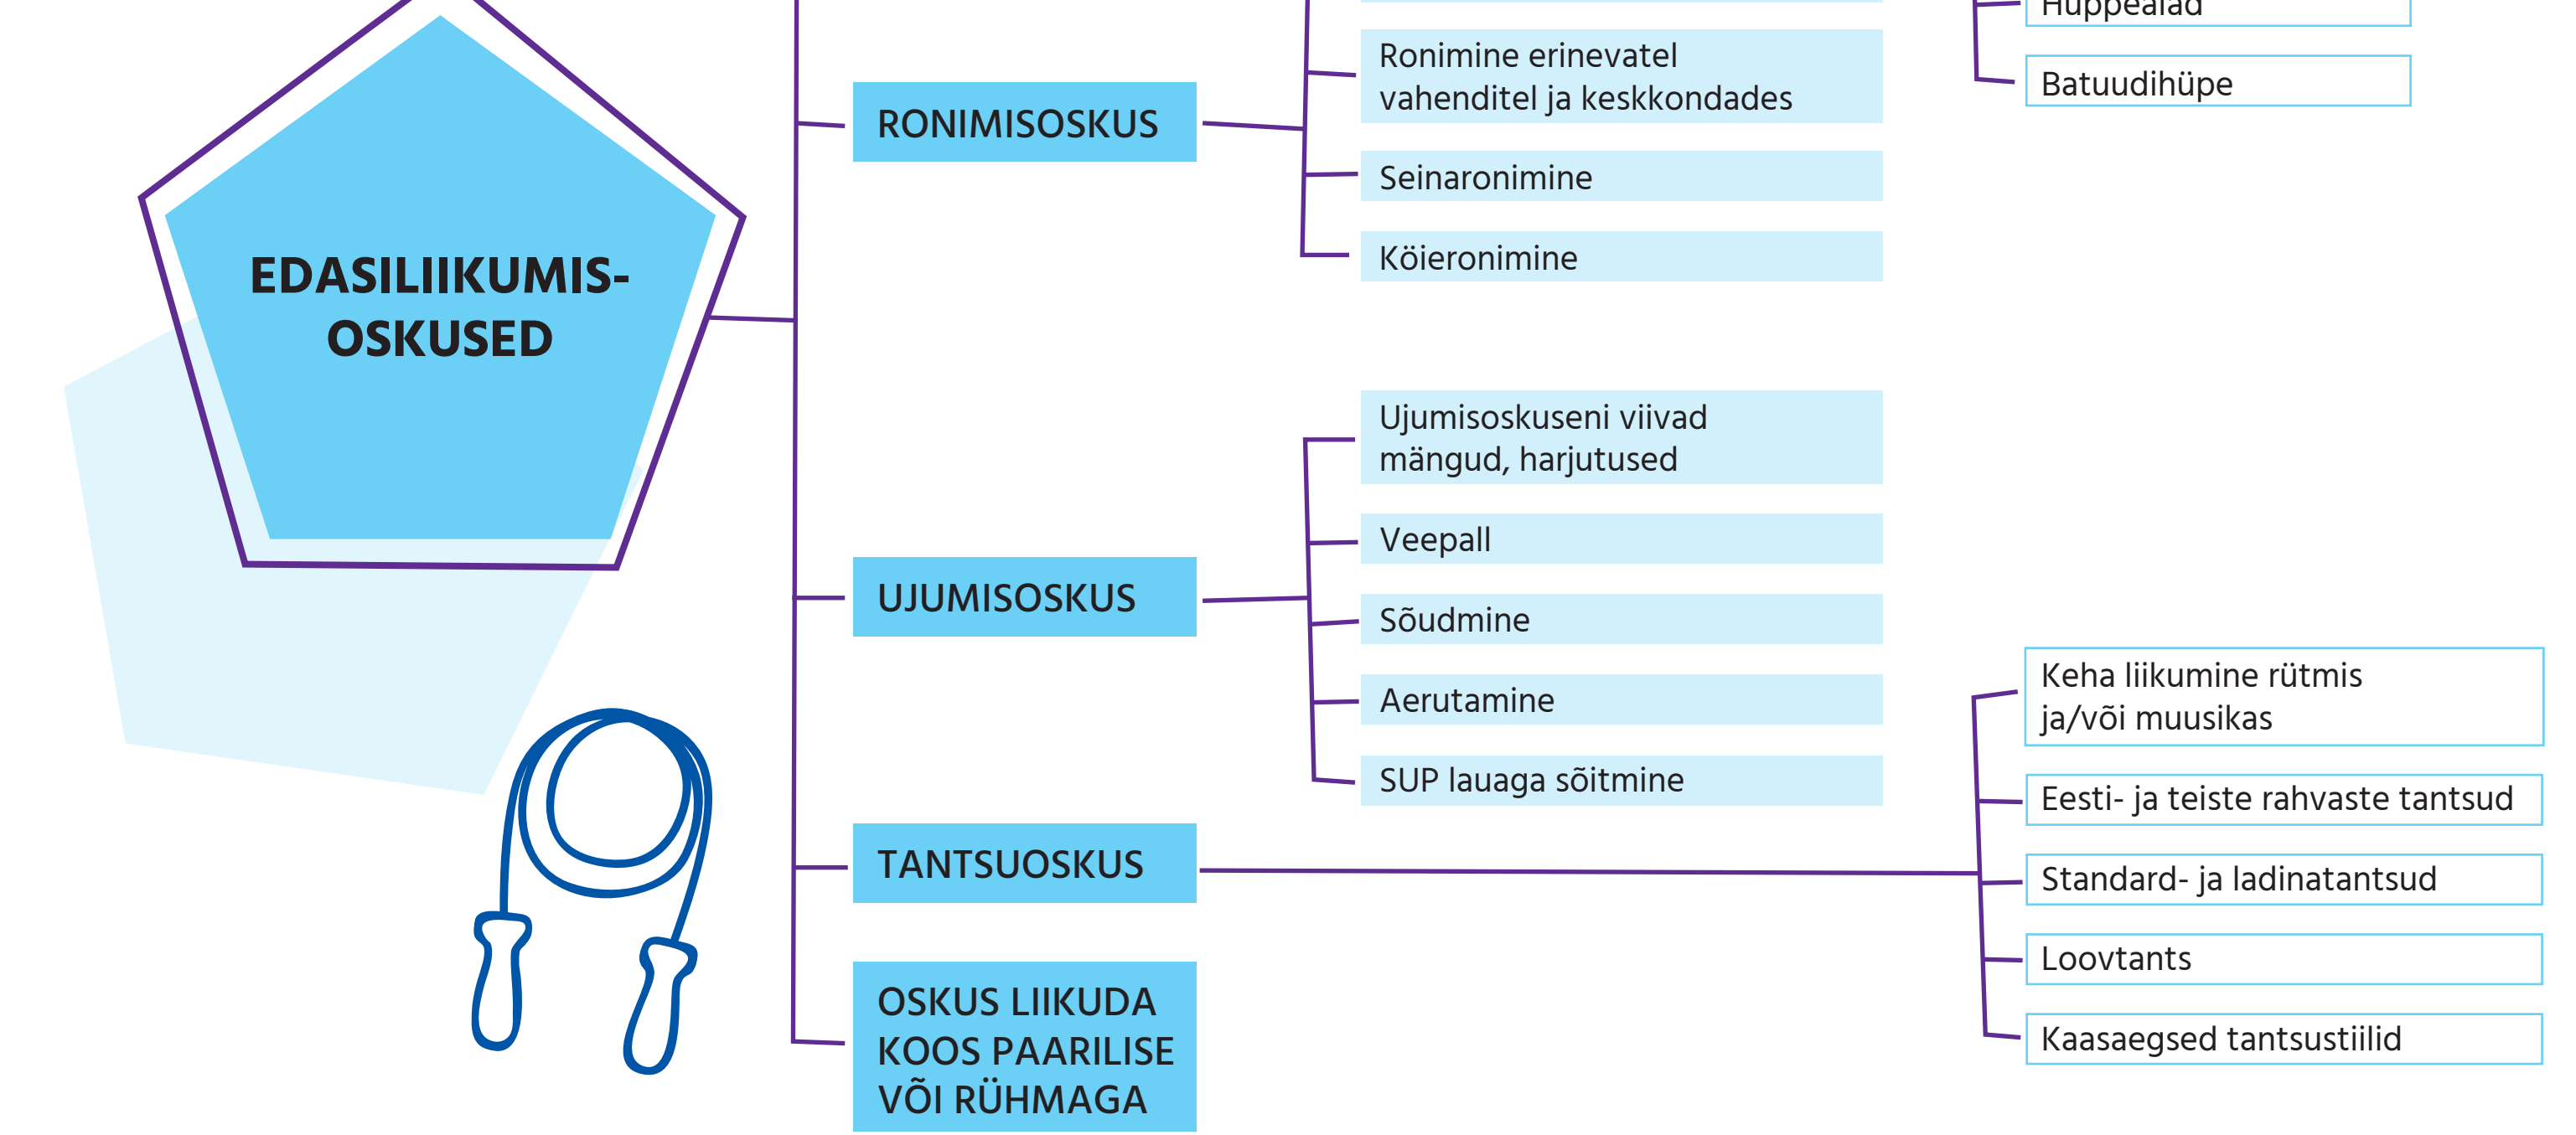 Hüppealad
Batuudihüpe
EDASILIIKUMIS-
OSKUSED
RONIMISOSKUS
Ronimine erinevatel
vahenditel ja keskkondades
Seinaronimine
Köieronimine
UJUMISOSKUS
Ujumisoskuseni viivad
mängud, harjutused
Veepall
Sõudmine
Aerutamine
SUP lauaga sõitmine
TANTSUOSKUS
Keha liikumine rütmis
ja/või muusikas
Eesti- ja teiste rahvaste tantsud
Standard- ja ladinatantsud
Loovtants
Kaasaegsed tantsustiilid
OSKUS LIIKUDA
KOOS PAARILISE
VÕI RÜHMAGA